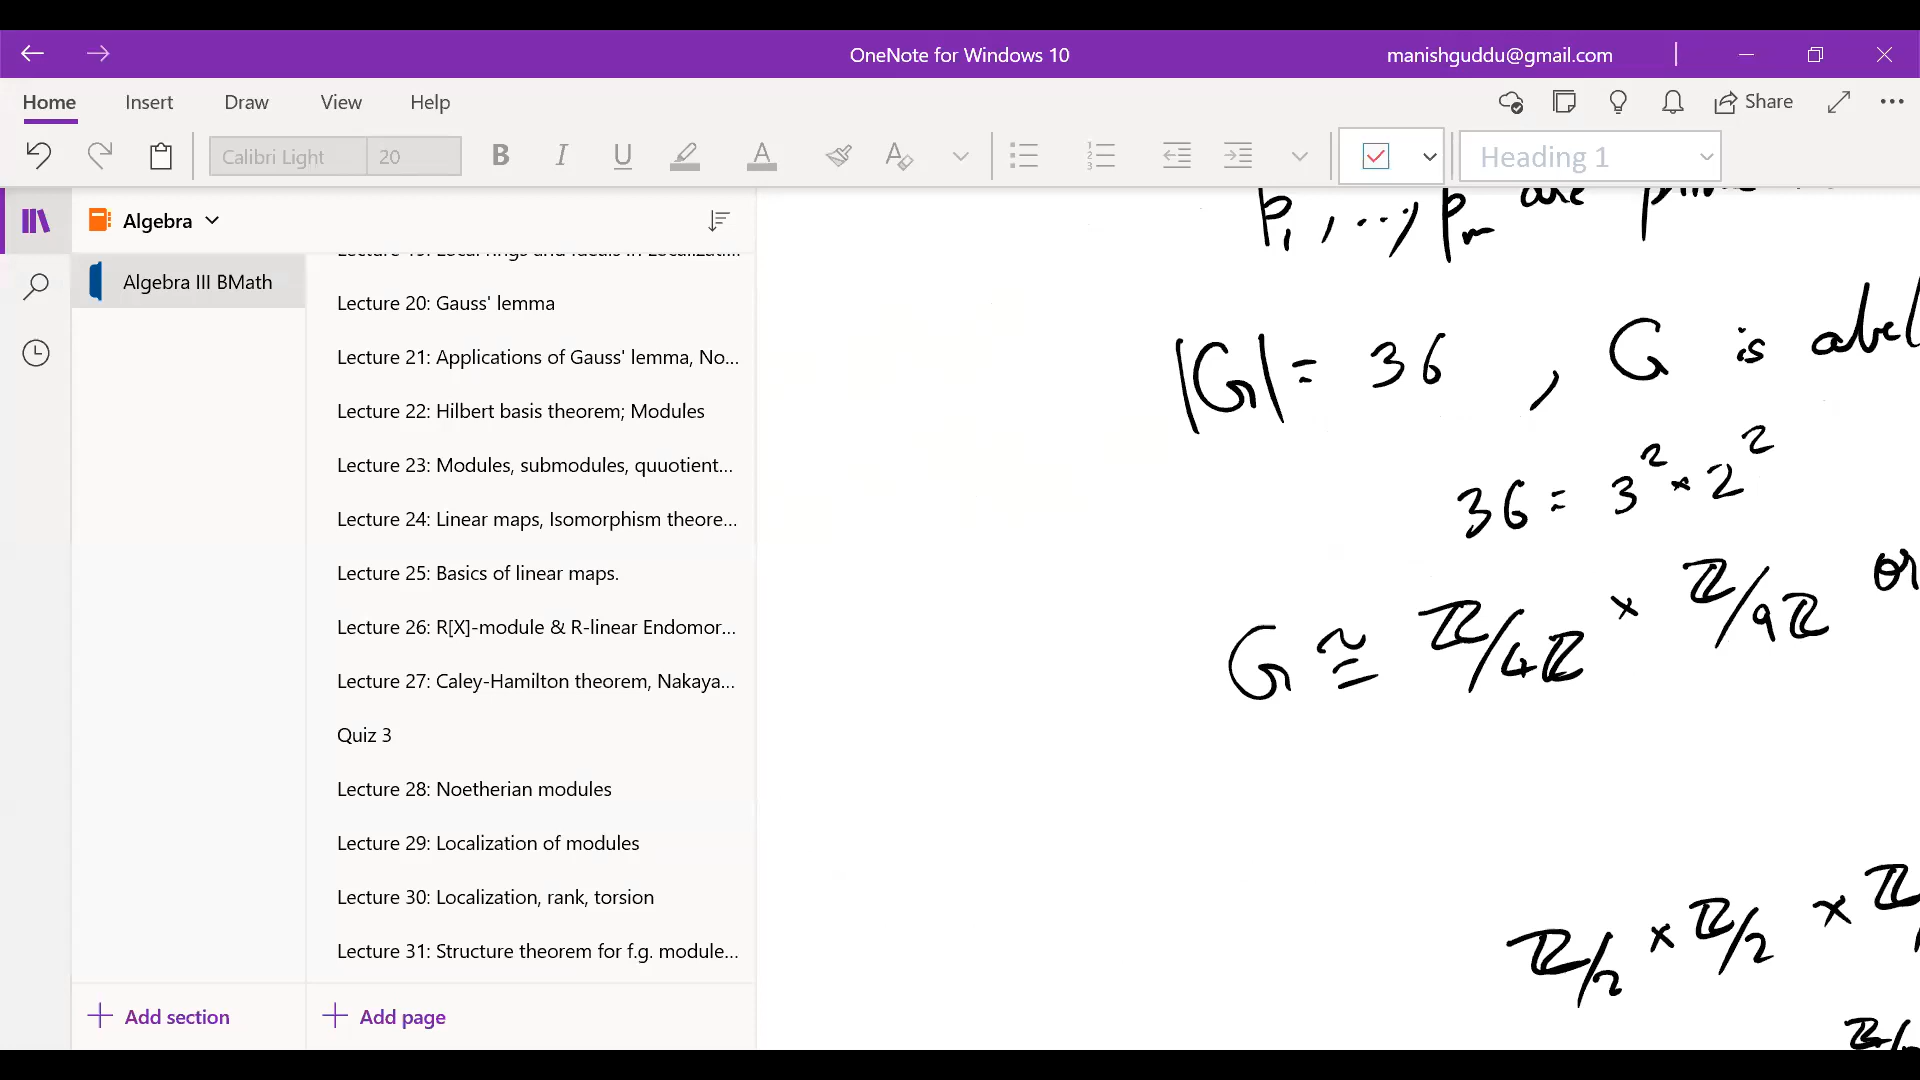 OneNote for Windows 10
manishguddu@gmail.com
Home Insert Draw View Help
Share
Calibri Light 20
B I U A A
Heading 1
Algebra
Algebra III BMath
Lecture 20: Gauss' lemma
Lecture 21: Applications of Gauss' lemma, No...
Lecture 22: Hilbert basis theorem; Modules
Lecture 23: Modules, submodules, quuotient...
Lecture 24: Linear maps, Isomorphism theore...
Lecture 25: Basics of linear maps.
Lecture 26: R[X]-module & R-linear Endomor...
Lecture 27: Caley-Hamilton theorem, Nakaya...
Quiz 3
Lecture 28: Noetherian modules
Lecture 29: Localization of modules
Lecture 30: Localization, rank, torsion
Lecture 31: Structure theorem for f.g. module...
Add section
Add page
p₁, ..., pᵣ are
|G| = 36 , G is abel
36 = 3² × 2²
G ≅ ℤ/4ℤ × ℤ/9ℤ or
ℤ/2 × ℤ/2 × ℤ/